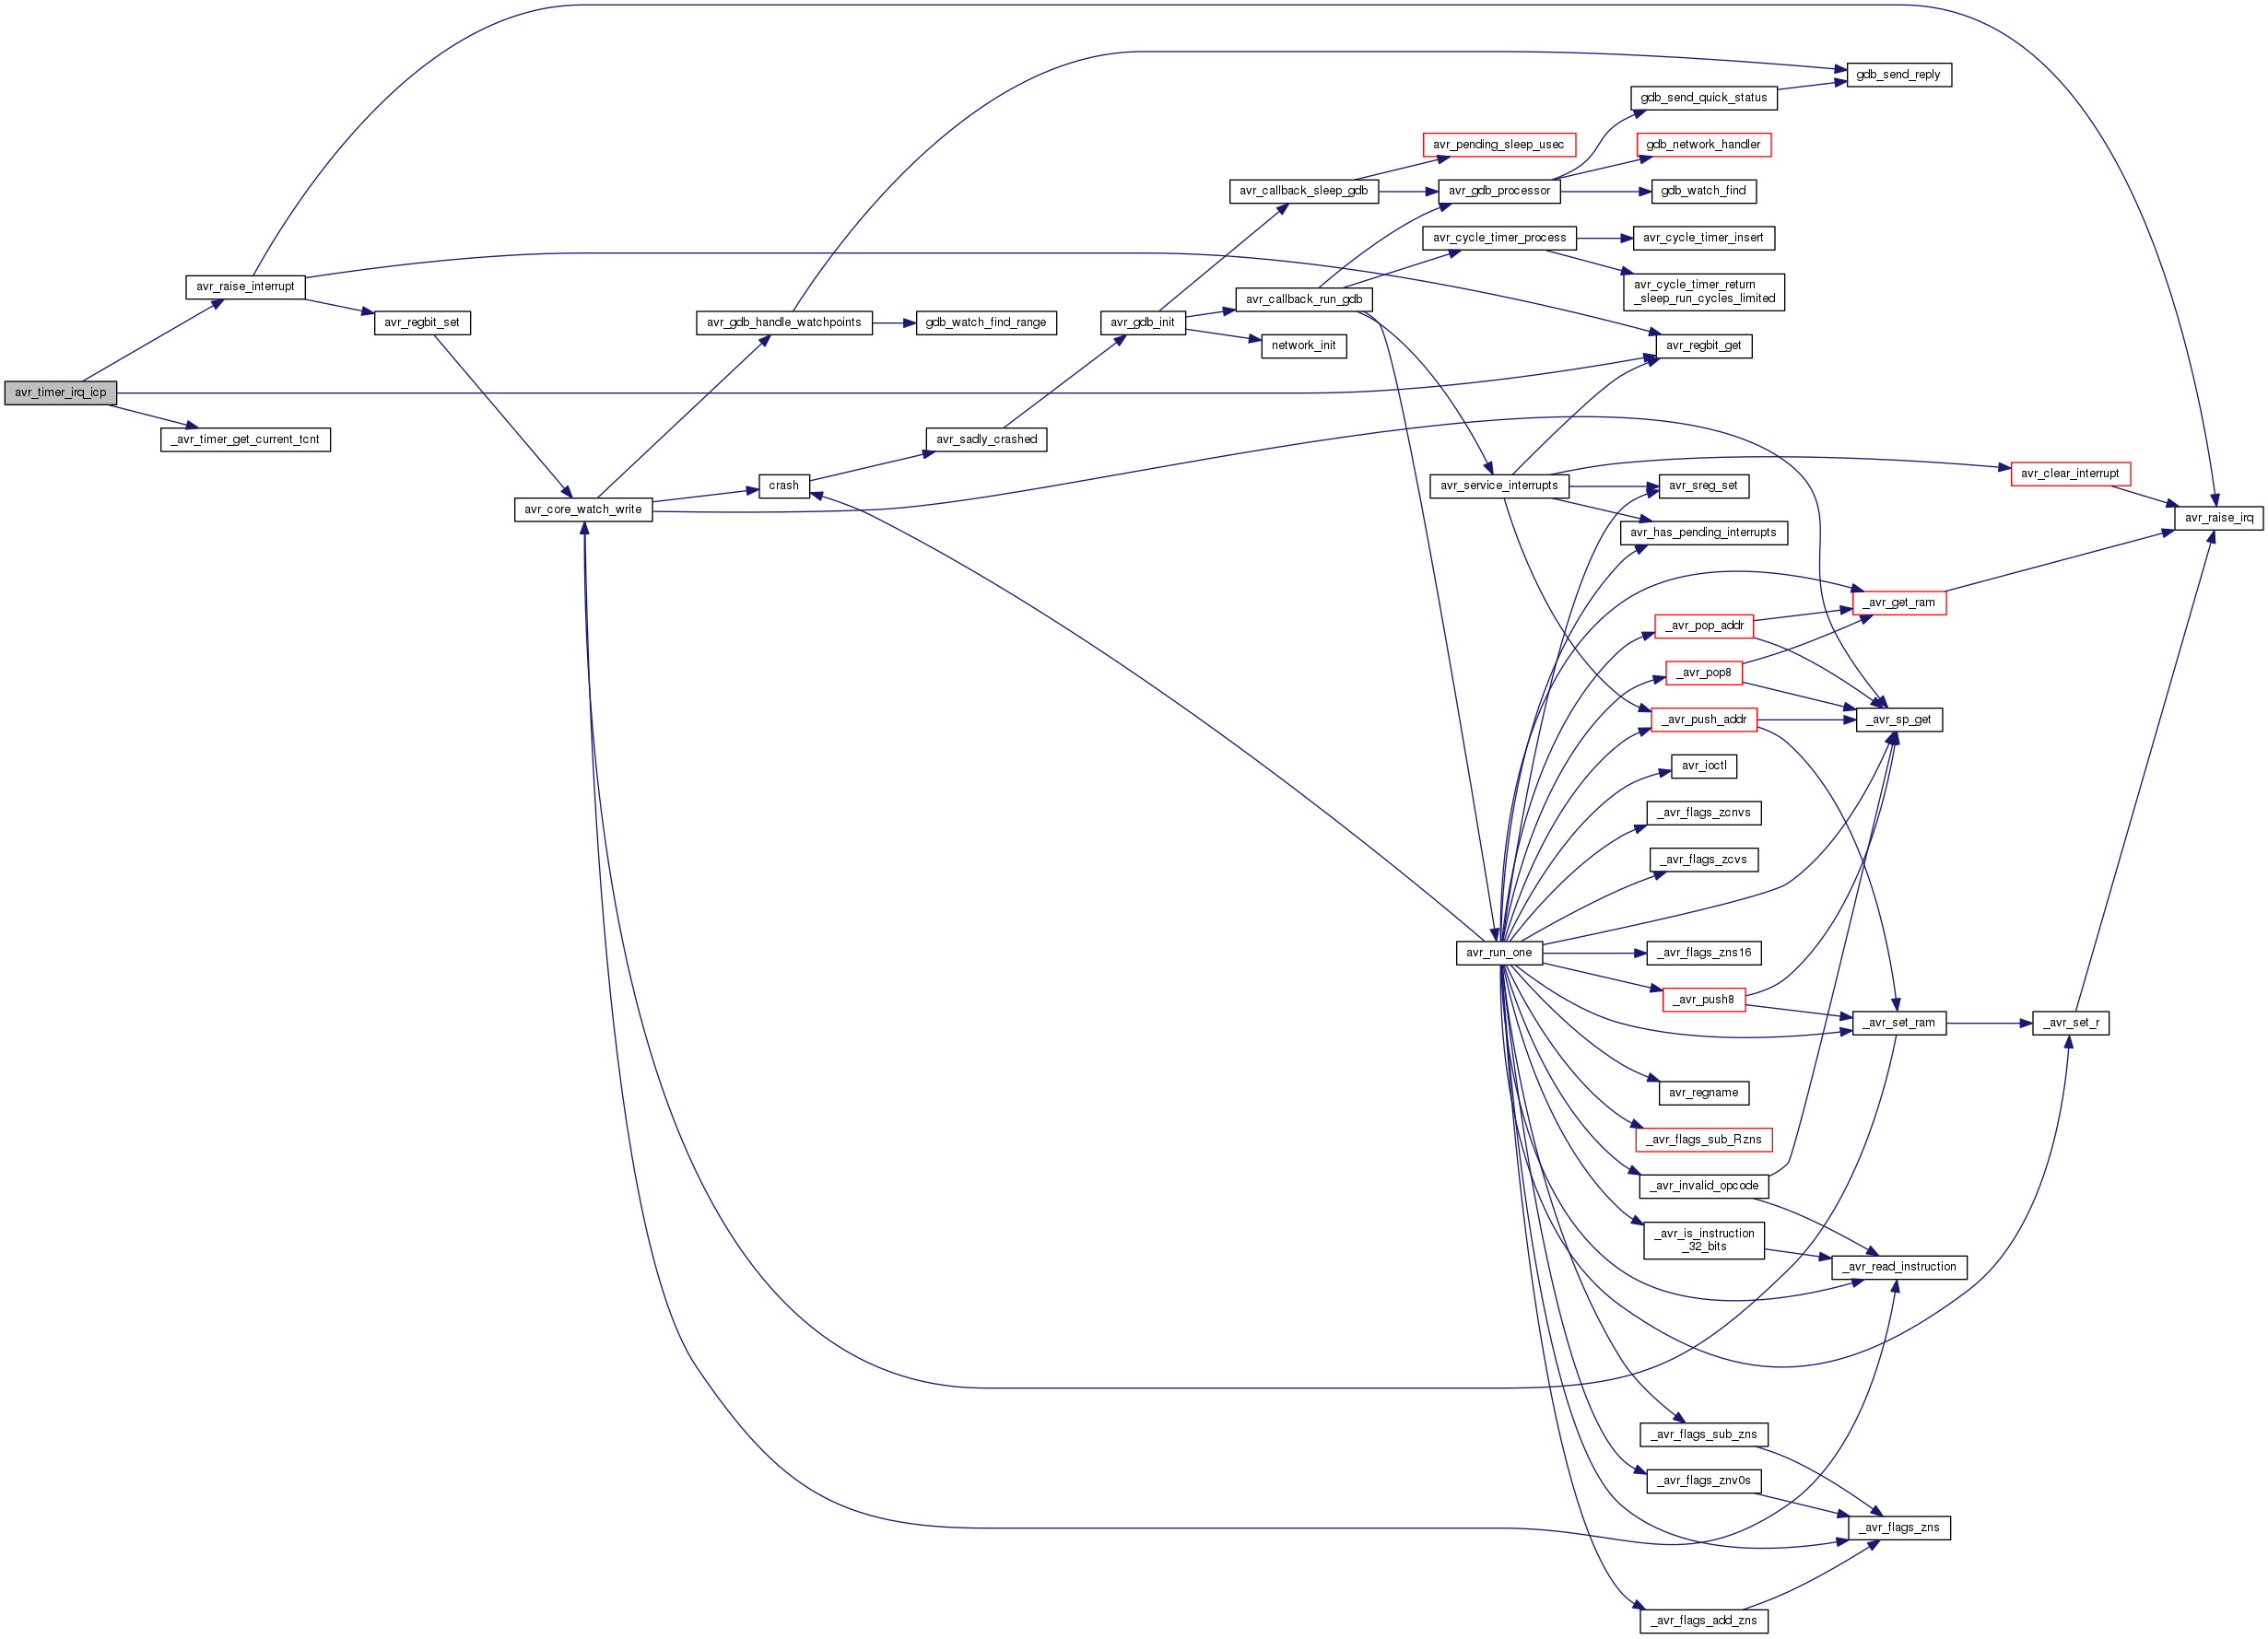 gdb_send_reply
gdb_send_quick_status
avr_pending_sleep_usec
gdb_network_handler
avr_callback_sleep_gdb
avr_gdb_processor
gdb_watch_find
avr_cycle_timer_process
avr_cycle_timer_insert
avr_raise_interrupt
avr_cycle_timer_return
_sleep_run_cycles_limited
avr_callback_run_gdb
avr_regbit_set
avr_gdb_handle_watchpoints
gdb_watch_find_range
avr_gdb_init
network_init
avr_regbit_get
avr_timer_irq_icp
_avr_timer_get_current_tcnt
avr_sadly_crashed
avr_clear_interrupt
crash
avr_service_interrupts
avr_sreg_set
avr_core_watch_write
avr_raise_irq
avr_has_pending_interrupts
_avr_get_ram
_avr_pop_addr
_avr_pop8
_avr_push_addr
_avr_sp_get
avr_ioctl
_avr_flags_zcnvs
_avr_flags_zcvs
avr_run_one
_avr_flags_zns16
_avr_push8
_avr_set_ram
_avr_set_r
avr_regname
_avr_flags_sub_Rzns
_avr_invalid_opcode
_avr_is_instruction
_32_bits
_avr_read_instruction
_avr_flags_sub_zns
_avr_flags_znv0s
_avr_flags_zns
_avr_flags_add_zns